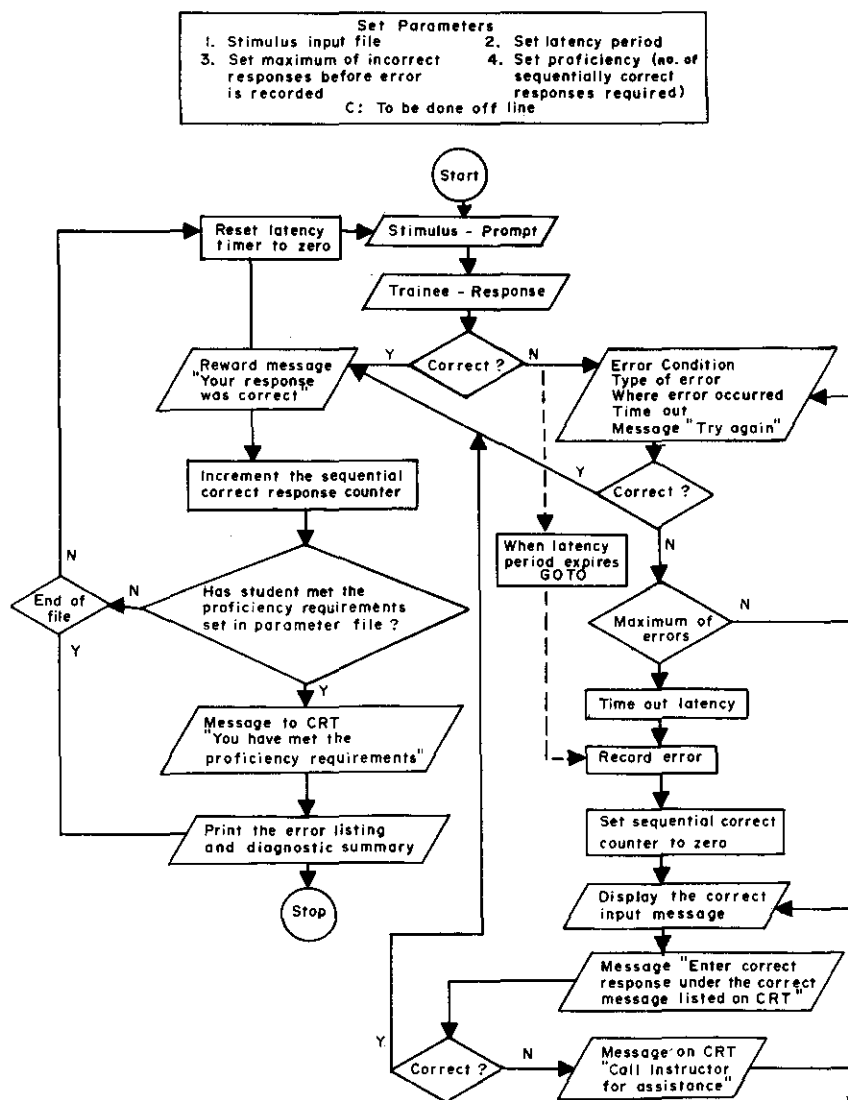 Set Parameters
1. Stimulus input file
2. Set latency period
3. Set maximum of incorrect
responses before error
is recorded
4. Set proficiency (no. of
sequentially correct
responses required)
C: To be done off line
Start
Reset latency
timer to zero
Stimulus - Prompt
Trainee - Response
Correct ?
Y
N
Reward message
"Your response
was correct"
Error Condition
Type of error
Where error occurred
Time out
Message "Try again"
Increment the sequential
correct response counter
Y
Correct ?
N
When latency
period expires
GOTO
N
End of
file
Y
N
Has student met the
proficiency requirements
set in parameter file ?
Y
Maximum of
errors
N
Time out latency
Message to CRT
"You have met the
proficiency requirements"
Record error
Print the error listing
and diagnostic summary
Set sequential correct
counter to zero
Stop
Display the correct
input message
Message "Enter correct
response under the correct
message listed on CRT"
Y
Correct ?
N
Message on CRT
"Call Instructor
for assistance"